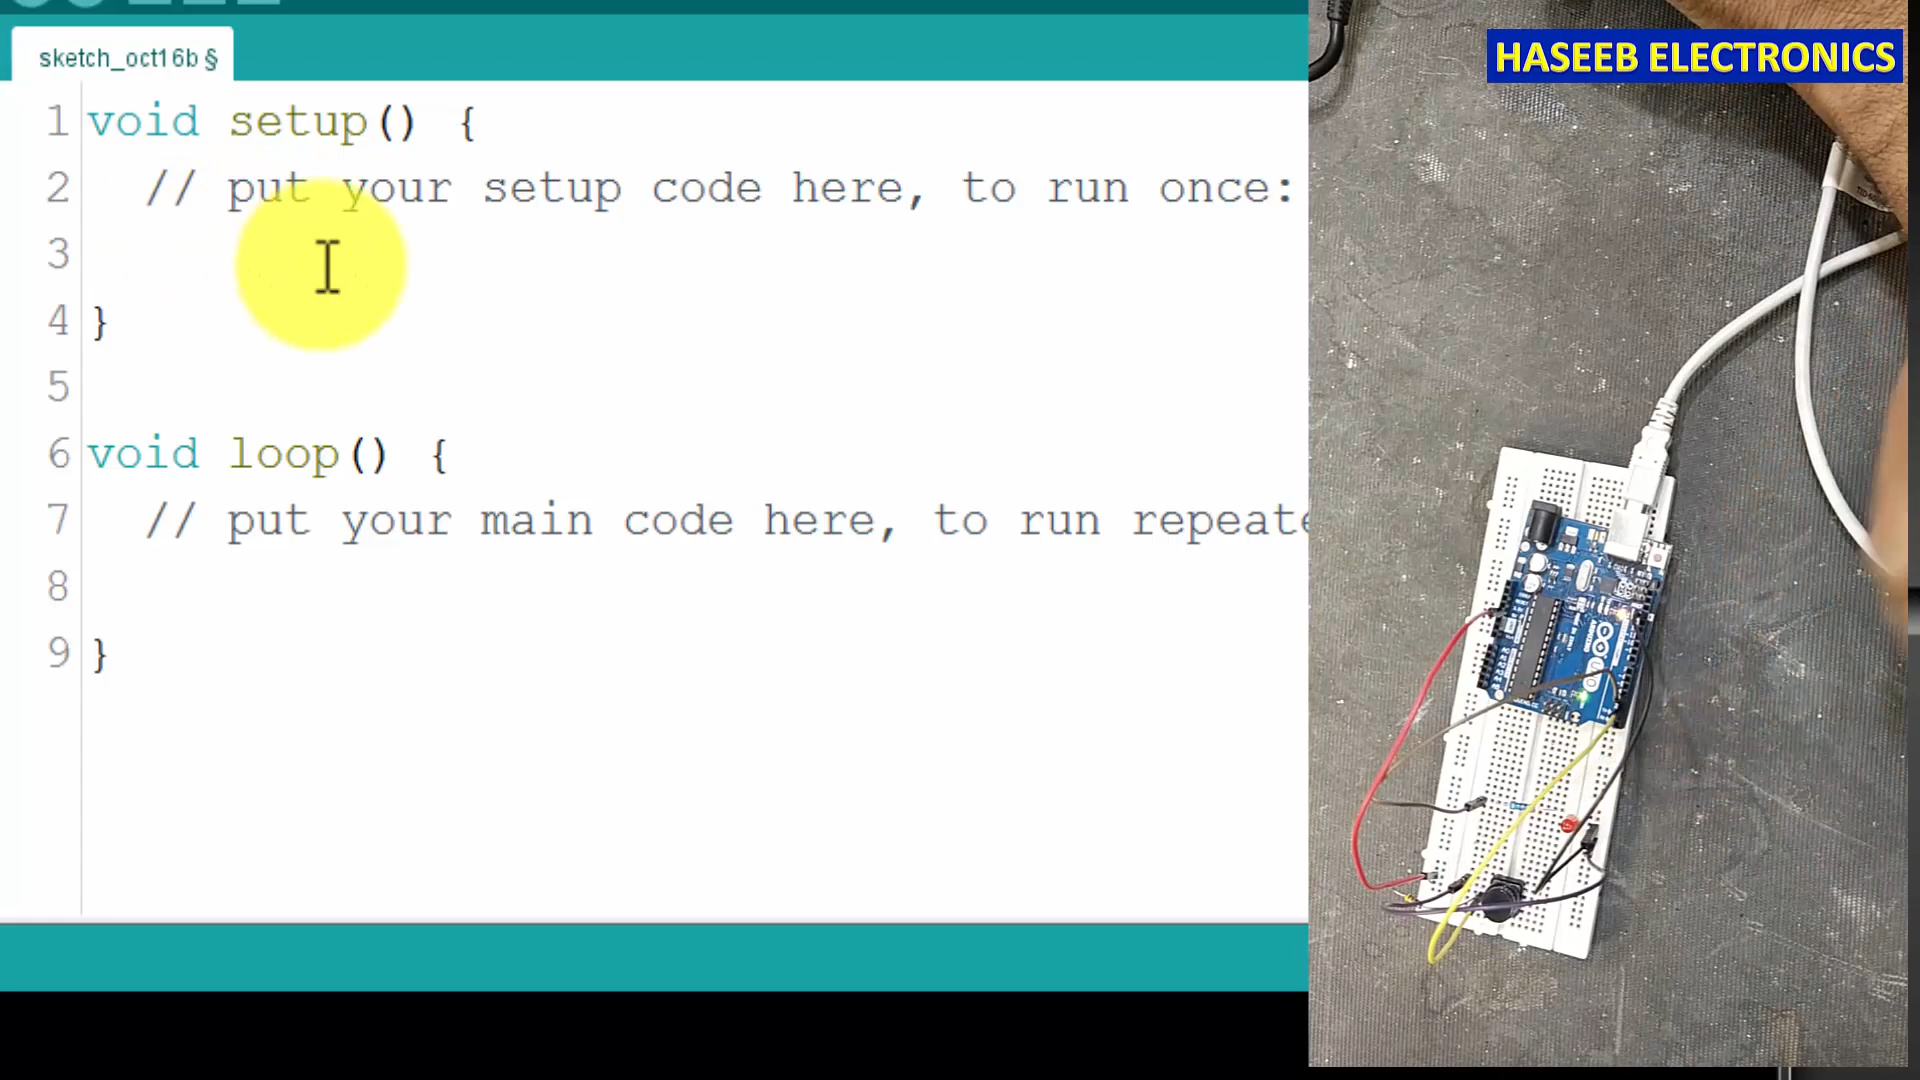 sketch_oct16b §
1 void setup() {
2 // put your setup code here, to run once:
3
4 }
5
6 void loop() {
7 // put your main code here, to run repeate
8
9 }
HASEEB ELECTRONICS
UNO